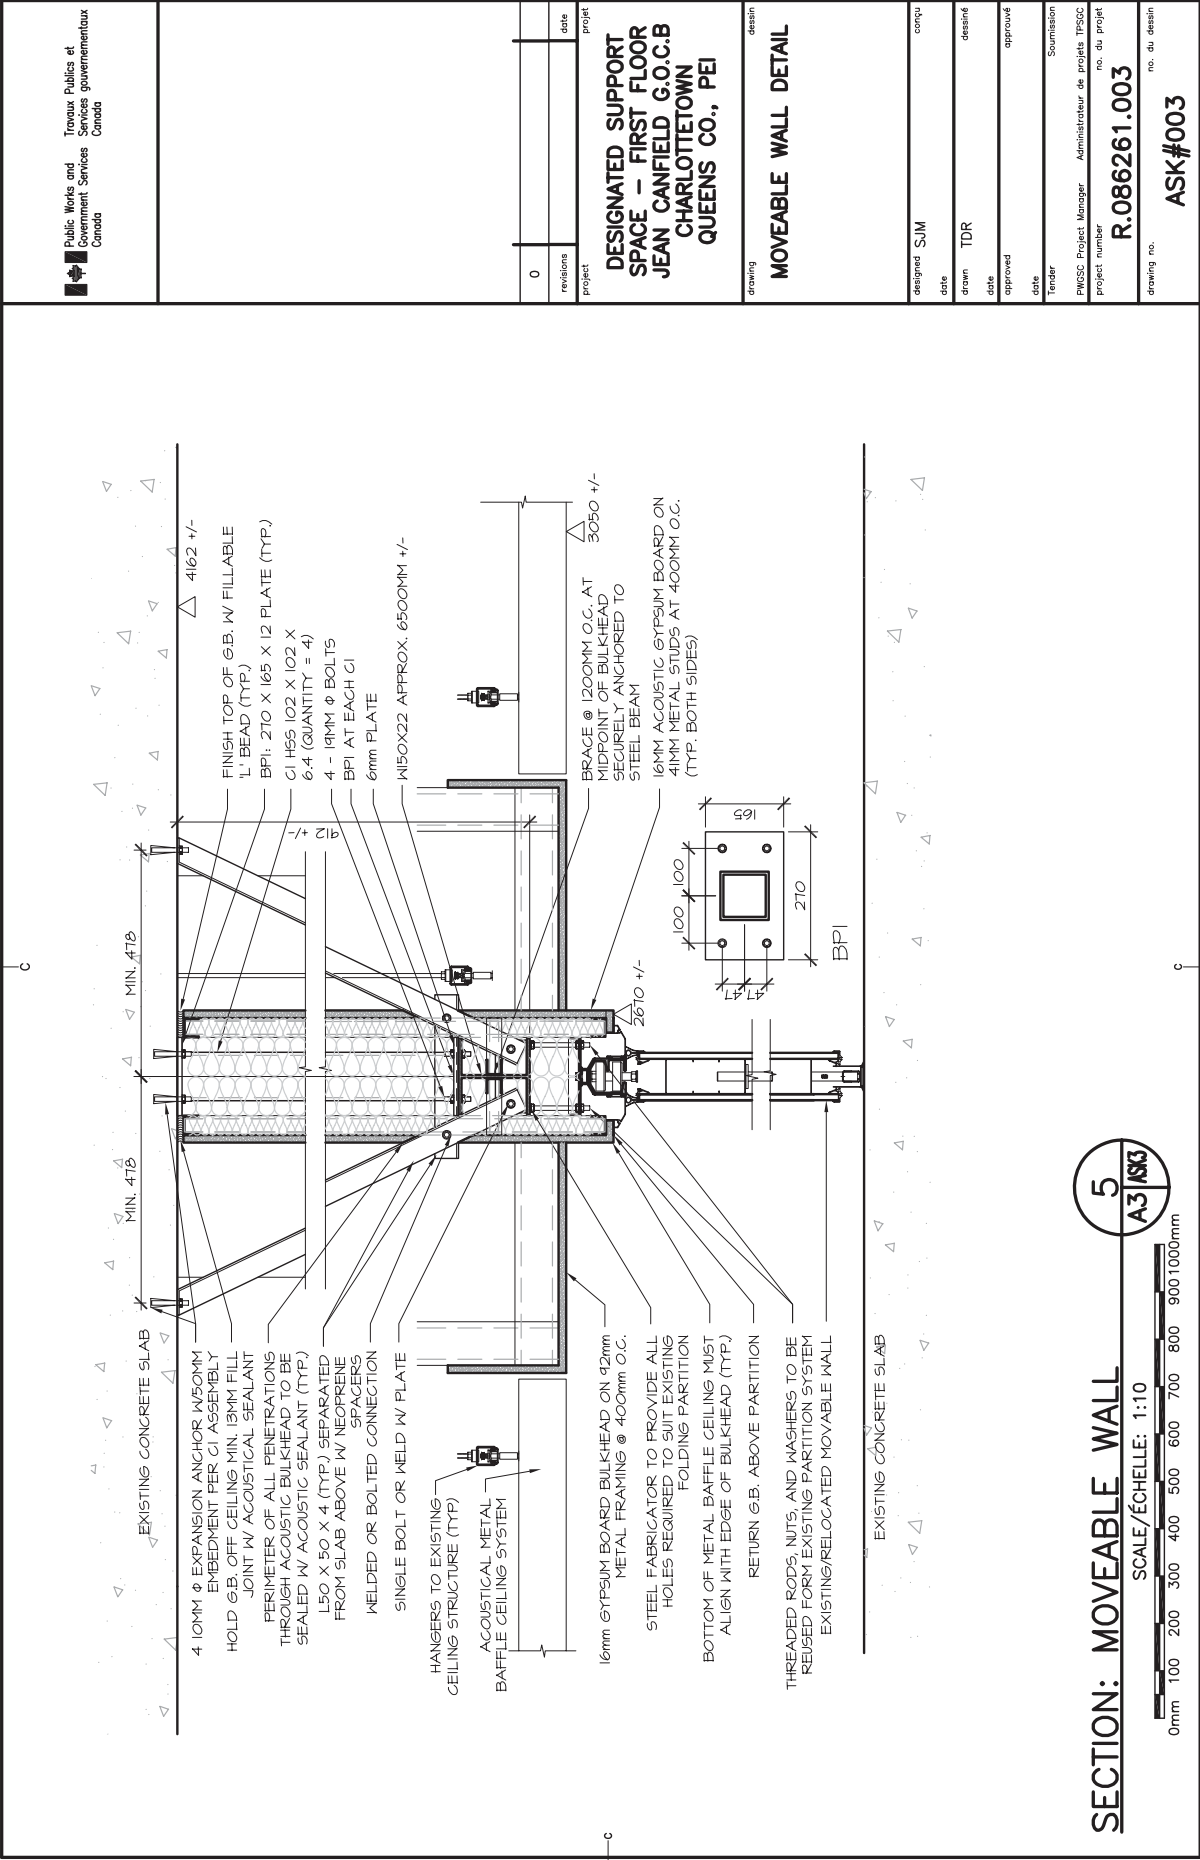 EXISTING CONCRETE SLAB
4 10MM Φ EXPANSION ANCHOR W50MM
EMBEDMENT PER C1 ASSEMBLY
HOLD G.B. OFF CEILING MIN. 13MM FILL
JOINT W/ ACOUSTICAL SEALANT
PERIMETER OF ALL PENETRATIONS
THROUGH ACOUSTIC BULKHEAD TO BE
SEALED W/ ACOUSTIC SEALANT (TYP.)
L50 X 50 X 4 (TYP.) SEPARATED
FROM SLAB ABOVE W/ NEOPRENE
SPACERS
WELDED OR BOLTED CONNECTION
SINGLE BOLT OR WELD W/ PLATE
HANGERS TO EXISTING
CEILING STRUCTURE (TYP)
ACOUSTICAL METAL
BAFFLE CEILING SYSTEM
16mm GYPSUM BOARD BULKHEAD ON 92mm
METAL FRAMING @ 400mm O.C.
STEEL FABRICATOR TO PROVIDE ALL
HOLES REQUIRED TO SUIT EXISTING
FOLDING PARTITION
BOTTOM OF METAL BAFFLE CEILING MUST
ALIGN WITH EDGE OF BULKHEAD (TYP.)
RETURN G.B. ABOVE PARTITION
THREADED RODS, NUTS, AND WASHERS TO BE
REUSED FORM EXISTING PARTITION SYSTEM
EXISTING/RELOCATED MOVABLE WALL
EXISTING CONCRETE SLAB
MIN. 478
MIN. 478
4162 +/-
FINISH TOP OF G.B. W/ FILLABLE
'L' BEAD (TYP.)
BP1: 270 X 165 X 12 PLATE (TYP.)
C1 HSS 102 X 102 X
6.4 (QUANTITY = 4)
4 - 19MM Φ BOLTS
BP1 AT EACH C1
6mm PLATE
W150X22 APPROX. 6500MM +/-
912 +/-
3050 +/-
BRACE @ 1200MM O.C. AT
MIDPOINT OF BULKHEAD
SECURELY ANCHORED TO
STEEL BEAM
16MM ACOUSTIC GYPSUM BOARD ON
41MM METAL STUDS AT 400MM O.C.
(TYP. BOTH SIDES)
2670 +/-
100
100
165
47
47
270
BP1
C
C
C
SECTION: MOVEABLE WALL
SCALE/ÉCHELLE: 1:10
5
A3
ASK3
0mm 100 200 300 400 500 600 700 800 900 1000mm
Public Works and
Government Services
Canada
Travaux Publics et
Services gouvernementaux
Canada
0
revisions
date
project
projet
DESIGNATED SUPPORT
SPACE – FIRST FLOOR
JEAN CANFIELD G.O.C.B
CHARLOTTETOWN
QUEENS CO., PEI
drawing
dessin
MOVEABLE WALL DETAIL
designed SJM
conçu
date
drawn TDR
dessiné
date
approved
approuvé
date
Tender
Soumission
PWGSC Project Manager
Administrateur de projets TPSGC
project number
no. du projet
R.086261.003
drawing no.
no. du dessin
ASK#003